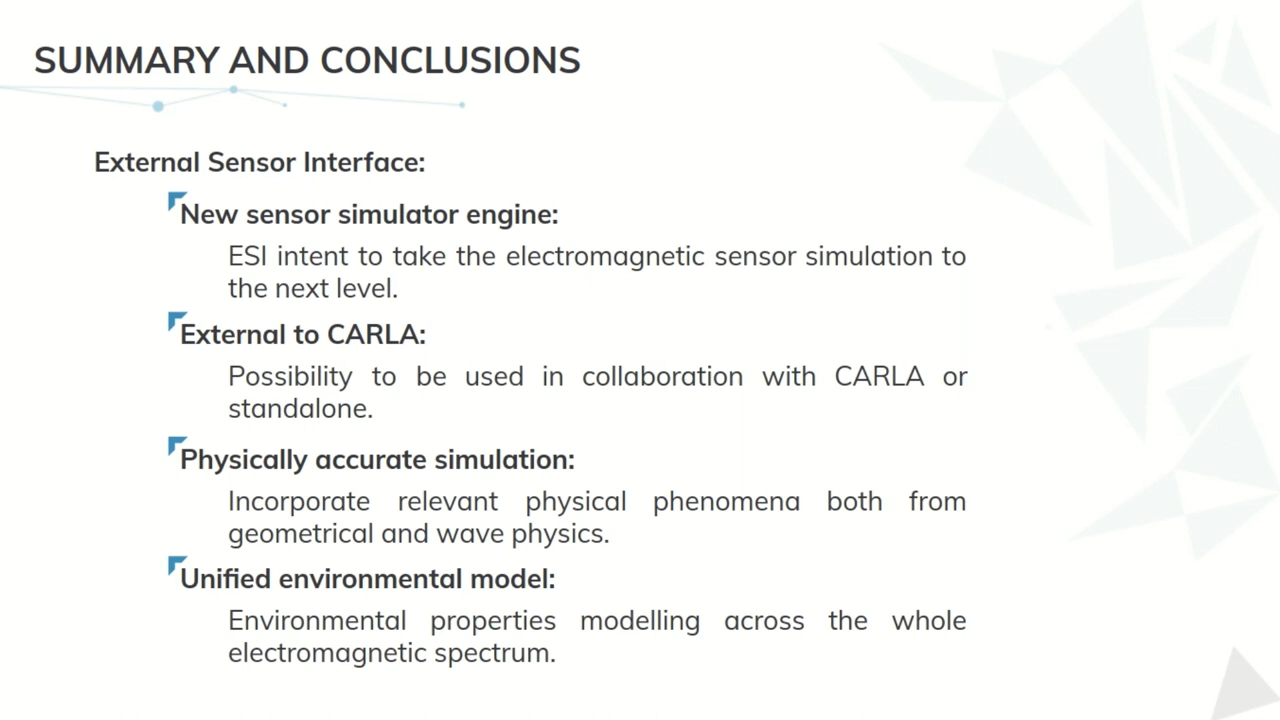 SUMMARY AND CONCLUSIONS
External Sensor Interface:
New sensor simulator engine:
ESI intent to take the electromagnetic sensor simulation to
the next level.
External to CARLA:
Possibility to be used in collaboration with CARLA or
standalone.
Physically accurate simulation:
Incorporate relevant physical phenomena both from
geometrical and wave physics.
Unified environmental model:
Environmental properties modelling across the whole
electromagnetic spectrum.